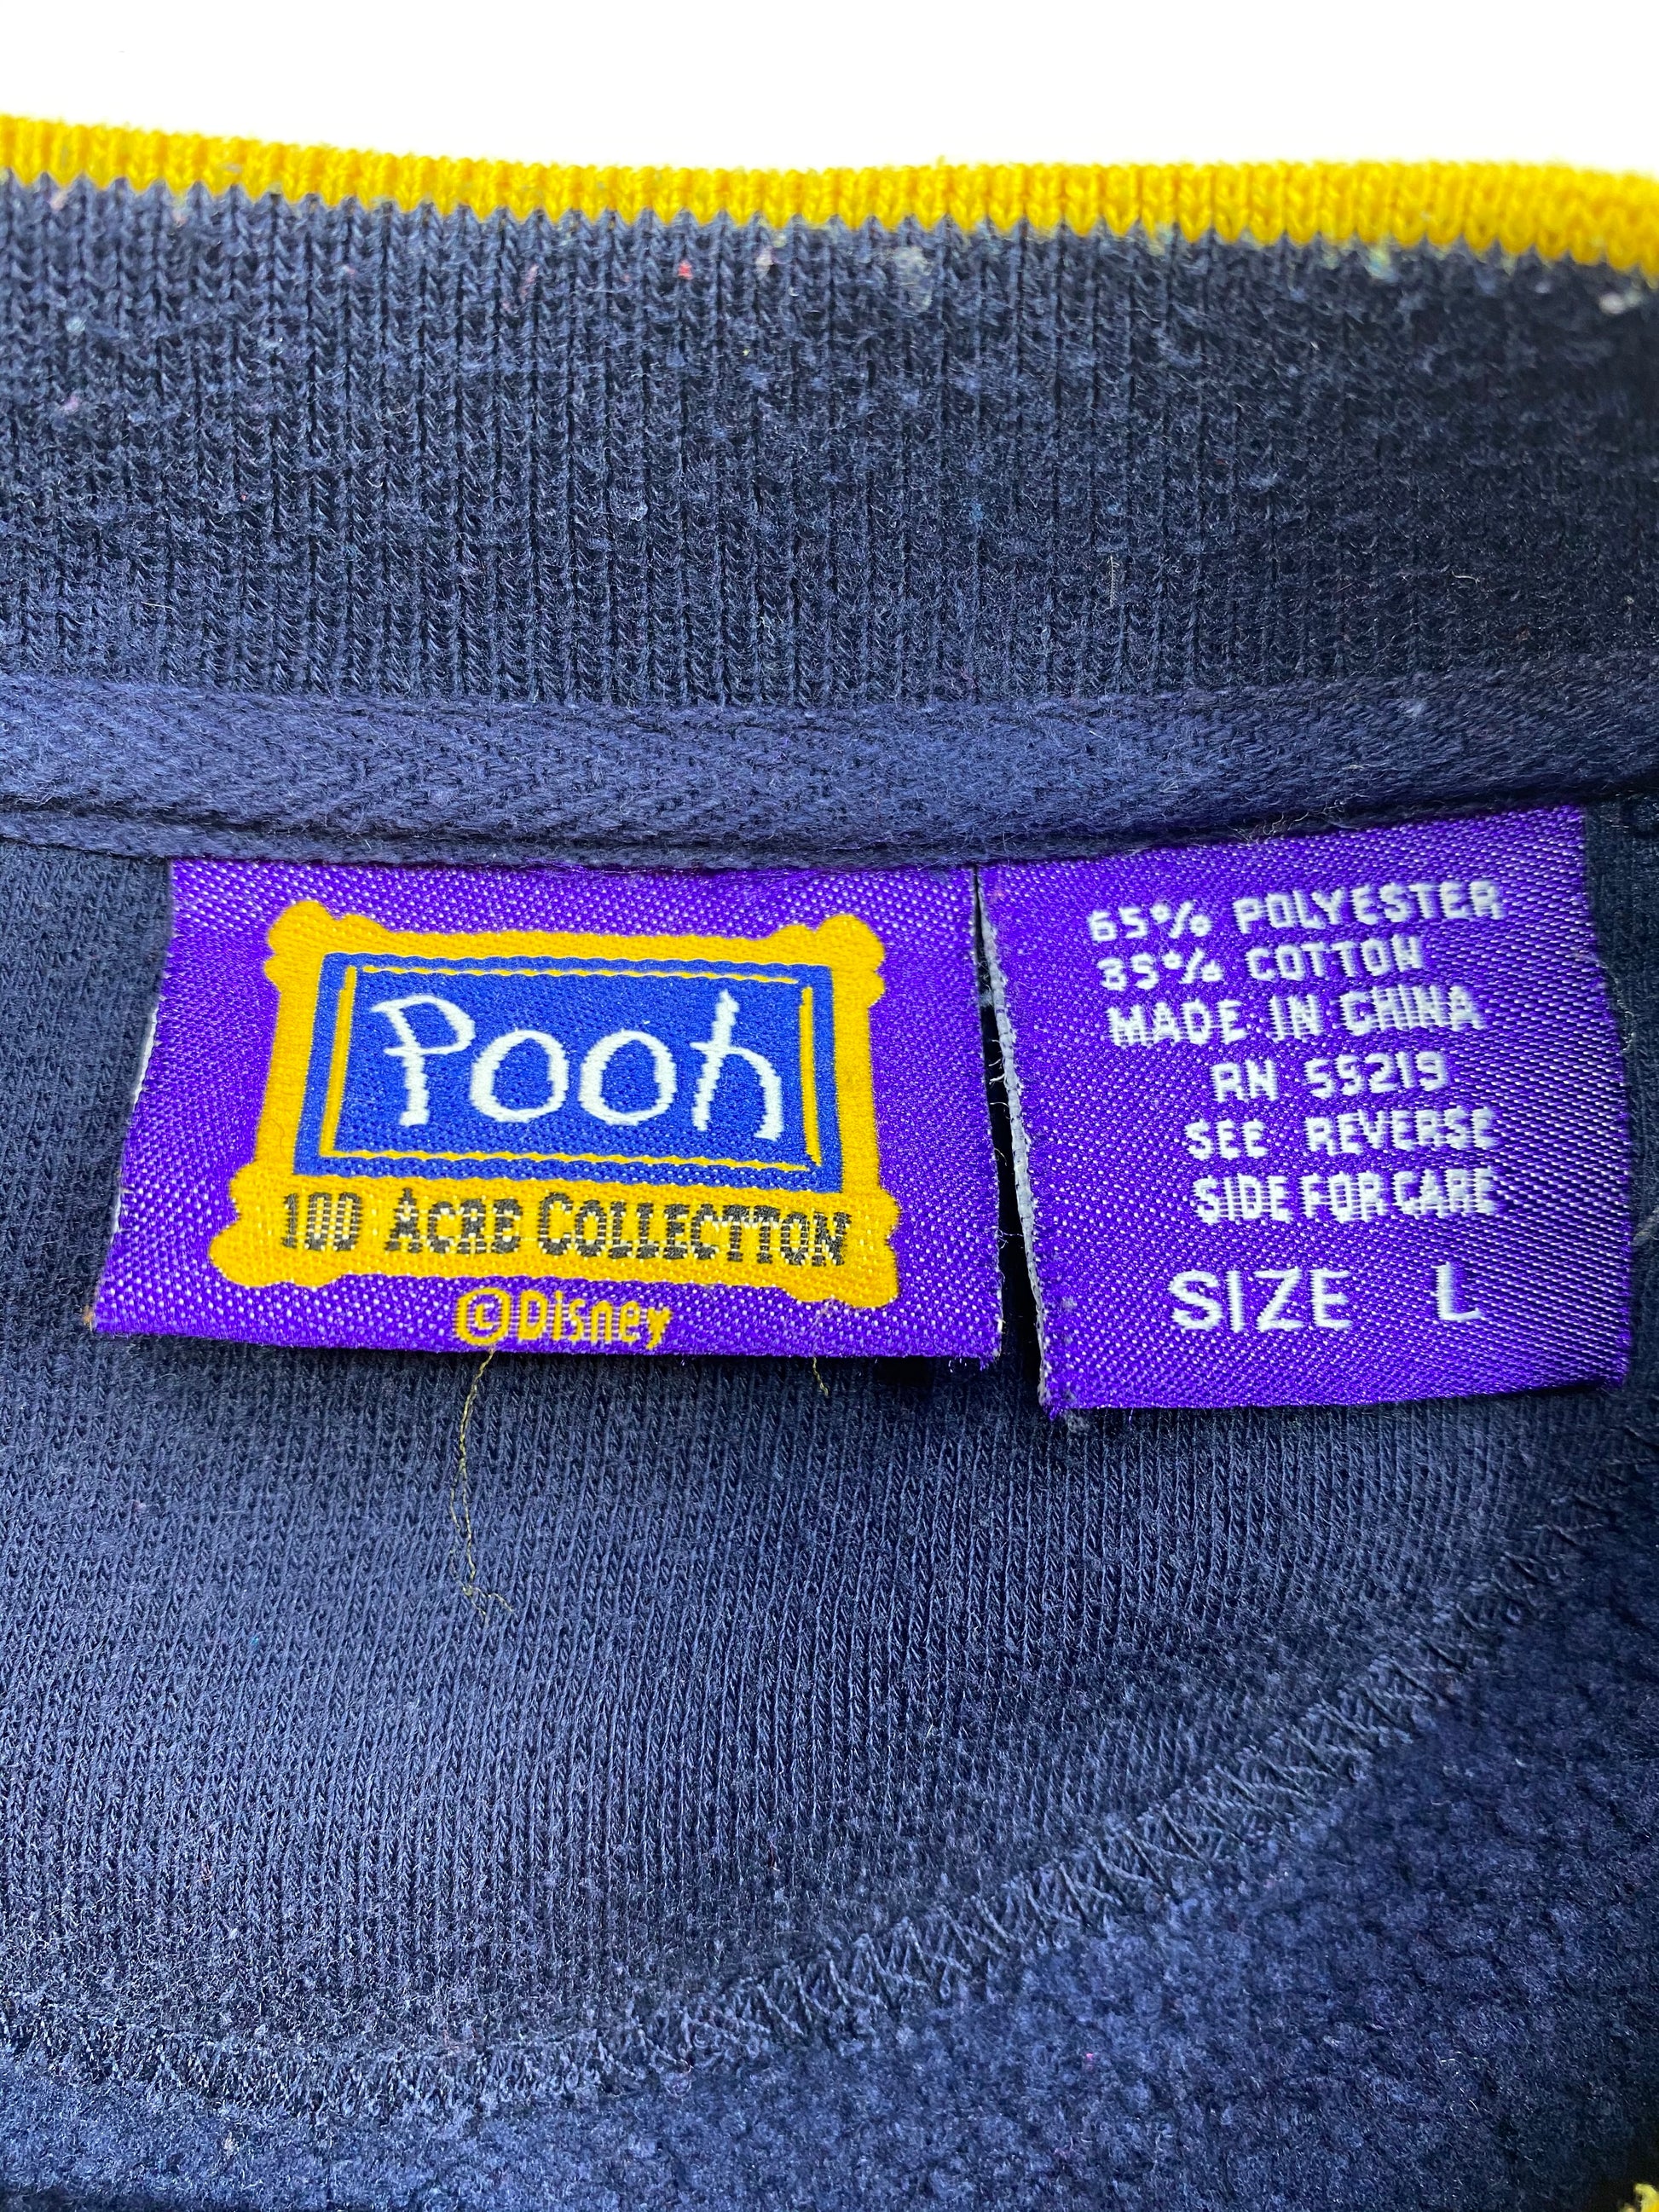 Pooh
100 ACRE COLLECTION
©Disney
65% POLYESTER
35% COTTON
MADE IN CHINA
RN 55219
SEE REVERSE
SIDE FOR CARE
SIZE L